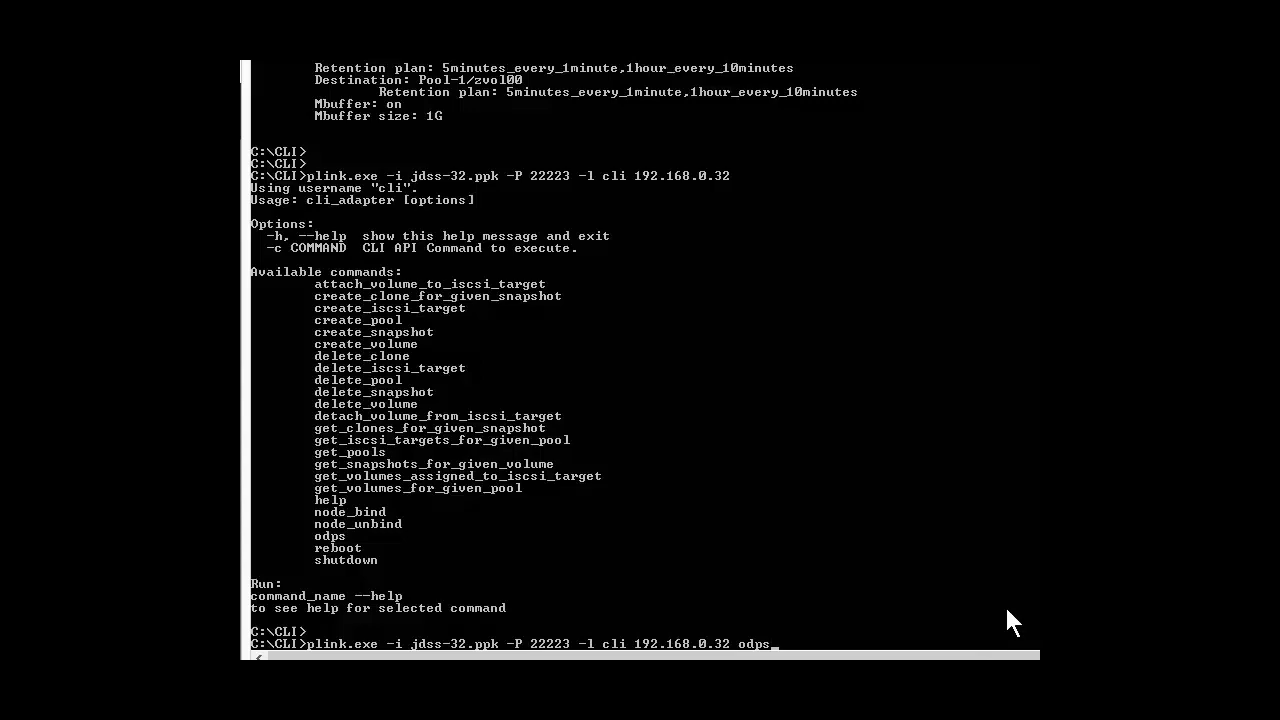 Retention plan: 5minutes_every_1minute,1hour_every_10minutes
Destination: Pool-1/zvol00
Retention plan: 5minutes_every_1minute,1hour_every_10minutes
Mbuffer: on
Mbuffer size: 1G
C:\CLI>
C:\CLI>
C:\CLI>plink.exe -i jdss-32.ppk -P 22223 -l cli 192.168.0.32
Using username "cli".
Usage: cli_adapter [options]
Options:
-h, --help  show this help message and exit
-c COMMAND  CLI API Command to execute.
Available commands:
attach_volume_to_iscsi_target
create_clone_for_given_snapshot
create_iscsi_target
create_pool
create_snapshot
create_volume
delete_clone
delete_iscsi_target
delete_pool
delete_snapshot
delete_volume
detach_volume_from_iscsi_target
get_clones_for_given_snapshot
get_iscsi_targets_for_given_pool
get_pools
get_snapshots_for_given_volume
get_volumes_assigned_to_iscsi_target
get_volumes_for_given_pool
help
node_bind
node_unbind
odps
reboot
shutdown
Run:
command_name --help
to see help for selected command
C:\CLI>
C:\CLI>plink.exe -i jdss-32.ppk -P 22223 -l cli 192.168.0.32 odps_